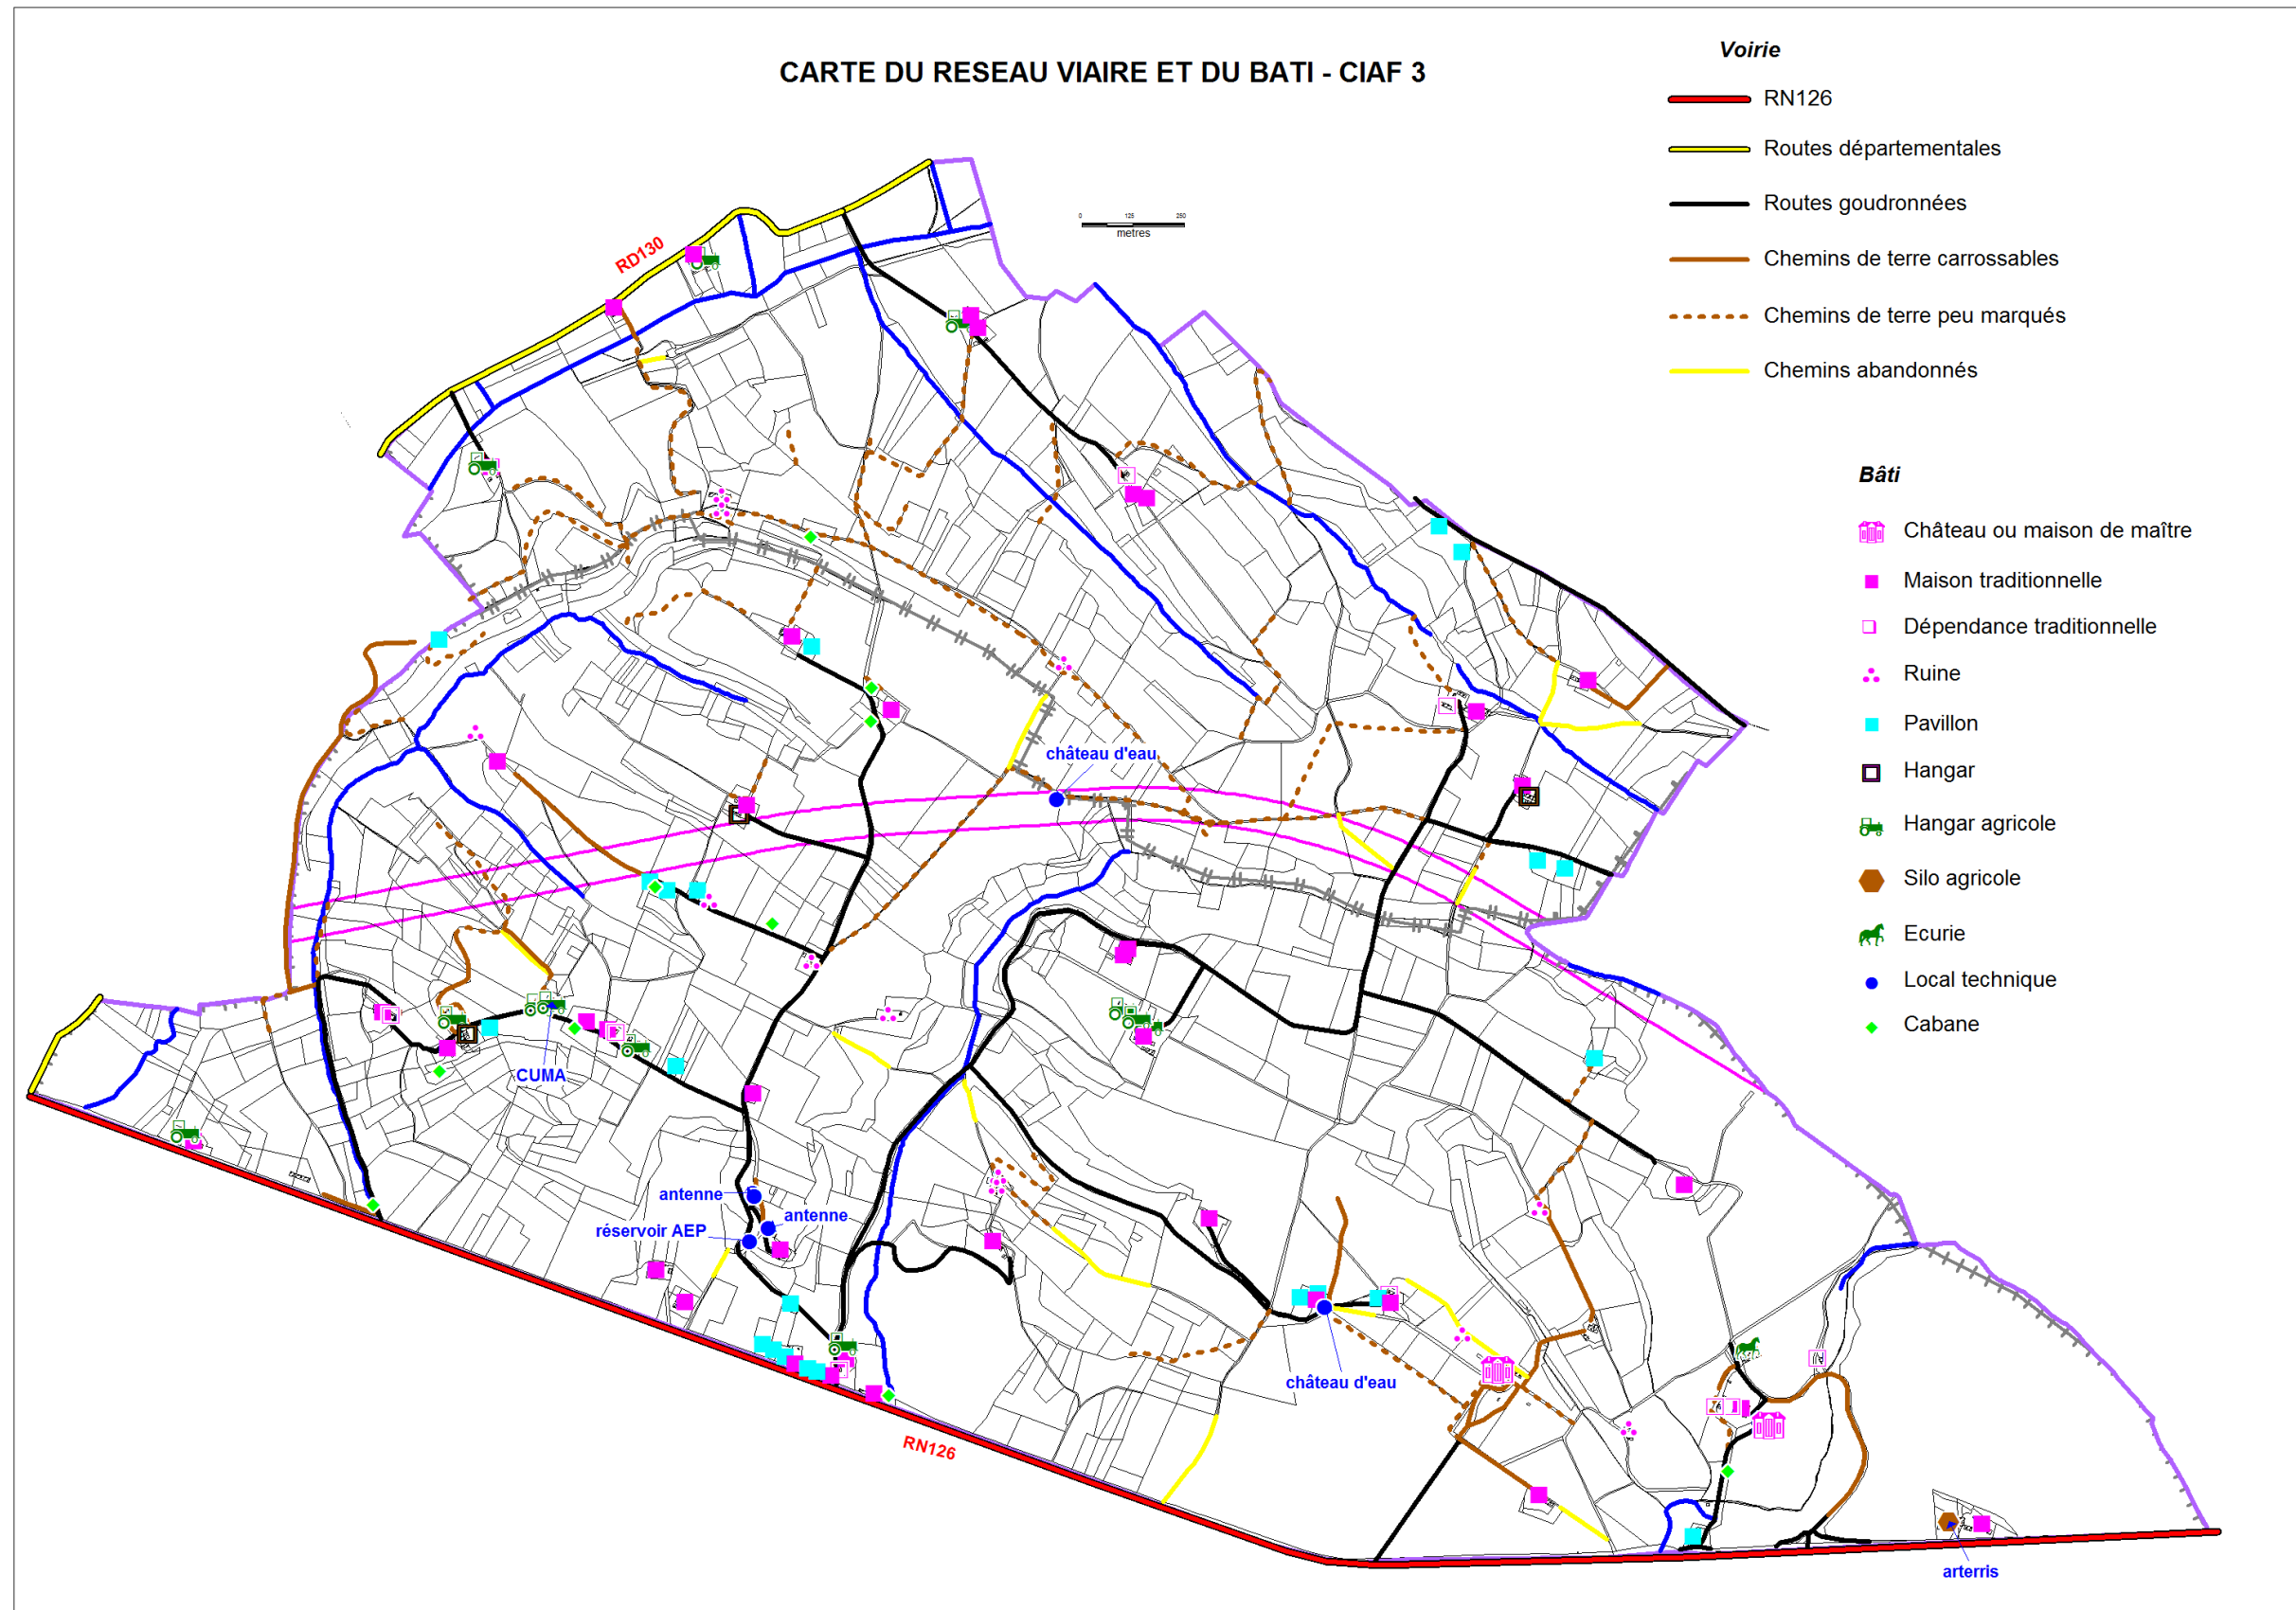 CARTE DU RESEAU VIAIRE ET DU BATI - CIAF 3
Voirie
RN126
Routes départementales
Routes goudronnées
Chemins de terre carrossables
Chemins de terre peu marqués
Chemins abandonnés
0 125 250
metres
RD130
Bâti
Château ou maison de maître
Maison traditionnelle
Dépendance traditionnelle
Ruine
Pavillon
Hangar
Hangar agricole
Silo agricole
Ecurie
Local technique
Cabane
château d'eau
CUMA
antenne
antenne
réservoir AEP
château d'eau
RN126
arterris